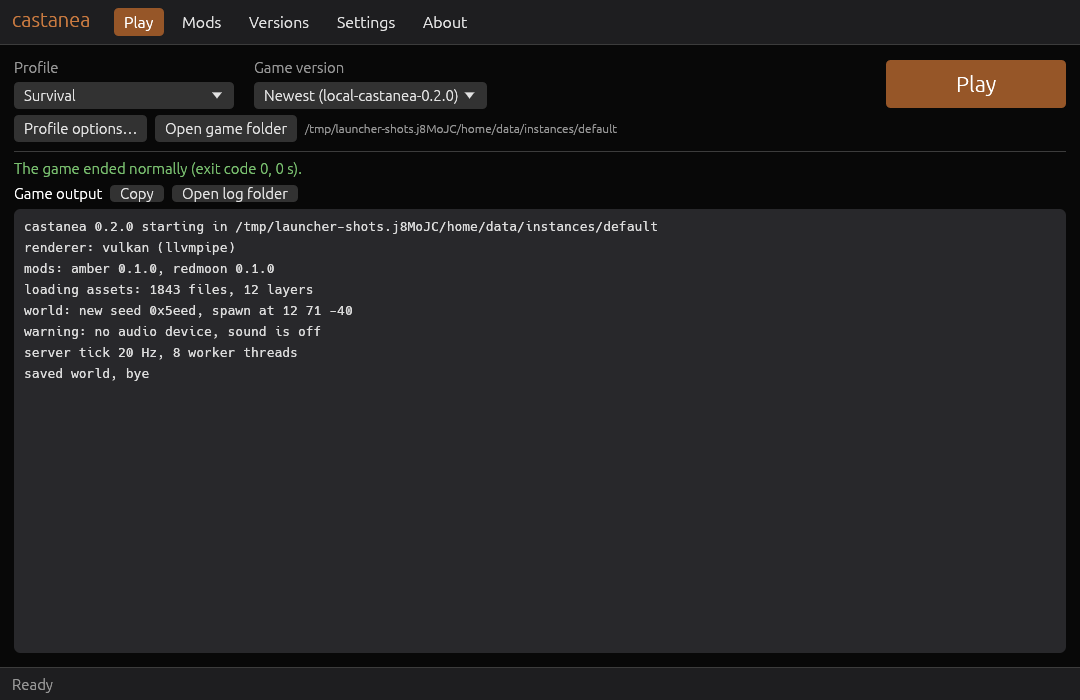 castanea Play Mods Versions Settings About
Profile Game version
Survival Newest (local-castanea-0.2.0) Play
Profile options... Open game folder /tmp/launcher-shots.j8MoJC/home/data/instances/default
The game ended normally (exit code 0, 0 s).
Game output Copy Open log folder
castanea 0.2.0 starting in /tmp/launcher-shots.j8MoJC/home/data/instances/default
renderer: vulkan (llvmpipe)
mods: amber 0.1.0, redmoon 0.1.0
loading assets: 1843 files, 12 layers
world: new seed 0x5eed, spawn at 12 71 -40
warning: no audio device, sound is off
server tick 20 Hz, 8 worker threads
saved world, bye
Ready